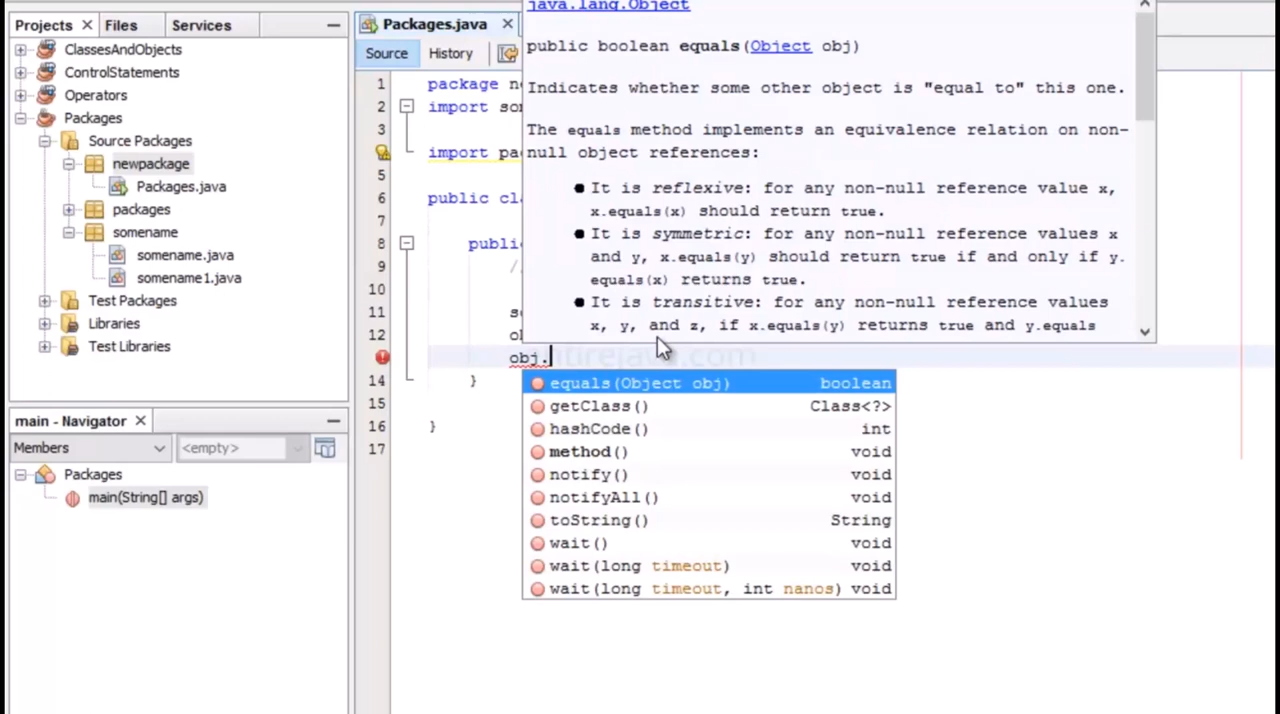 Projects
Files
Services
ClassesAndObjects
ControlStatements
Operators
Packages
Source Packages
newpackage
Packages.java
packages
somename
somename.java
somename1.java
Test Packages
Libraries
Test Libraries
main - Navigator
Members
<empty>
Packages
main(String[] args)
Packages.java
Source
History
1 package
2 import
3
import
5
6 public
7
8 public
9 //
10
11
12
obj.
14 }
15
16 }
17
java.lang.Object
public boolean equals(Object obj)
Indicates whether some other object is "equal to" this one.
The equals method implements an equivalence relation on non-
null object references:
● It is reflexive: for any non-null reference value x,
x.equals(x) should return true.
● It is symmetric: for any non-null reference values x
and y, x.equals(y) should return true if and only if y.
equals(x) returns true.
● It is transitive: for any non-null reference values
x, y, and z, if x.equals(y) returns true and y.equals
equals(Object obj) boolean
getClass() Class<?>
hashCode() int
method() void
notify() void
notifyAll() void
toString() String
wait() void
wait(long timeout) void
wait(long timeout, int nanos) void